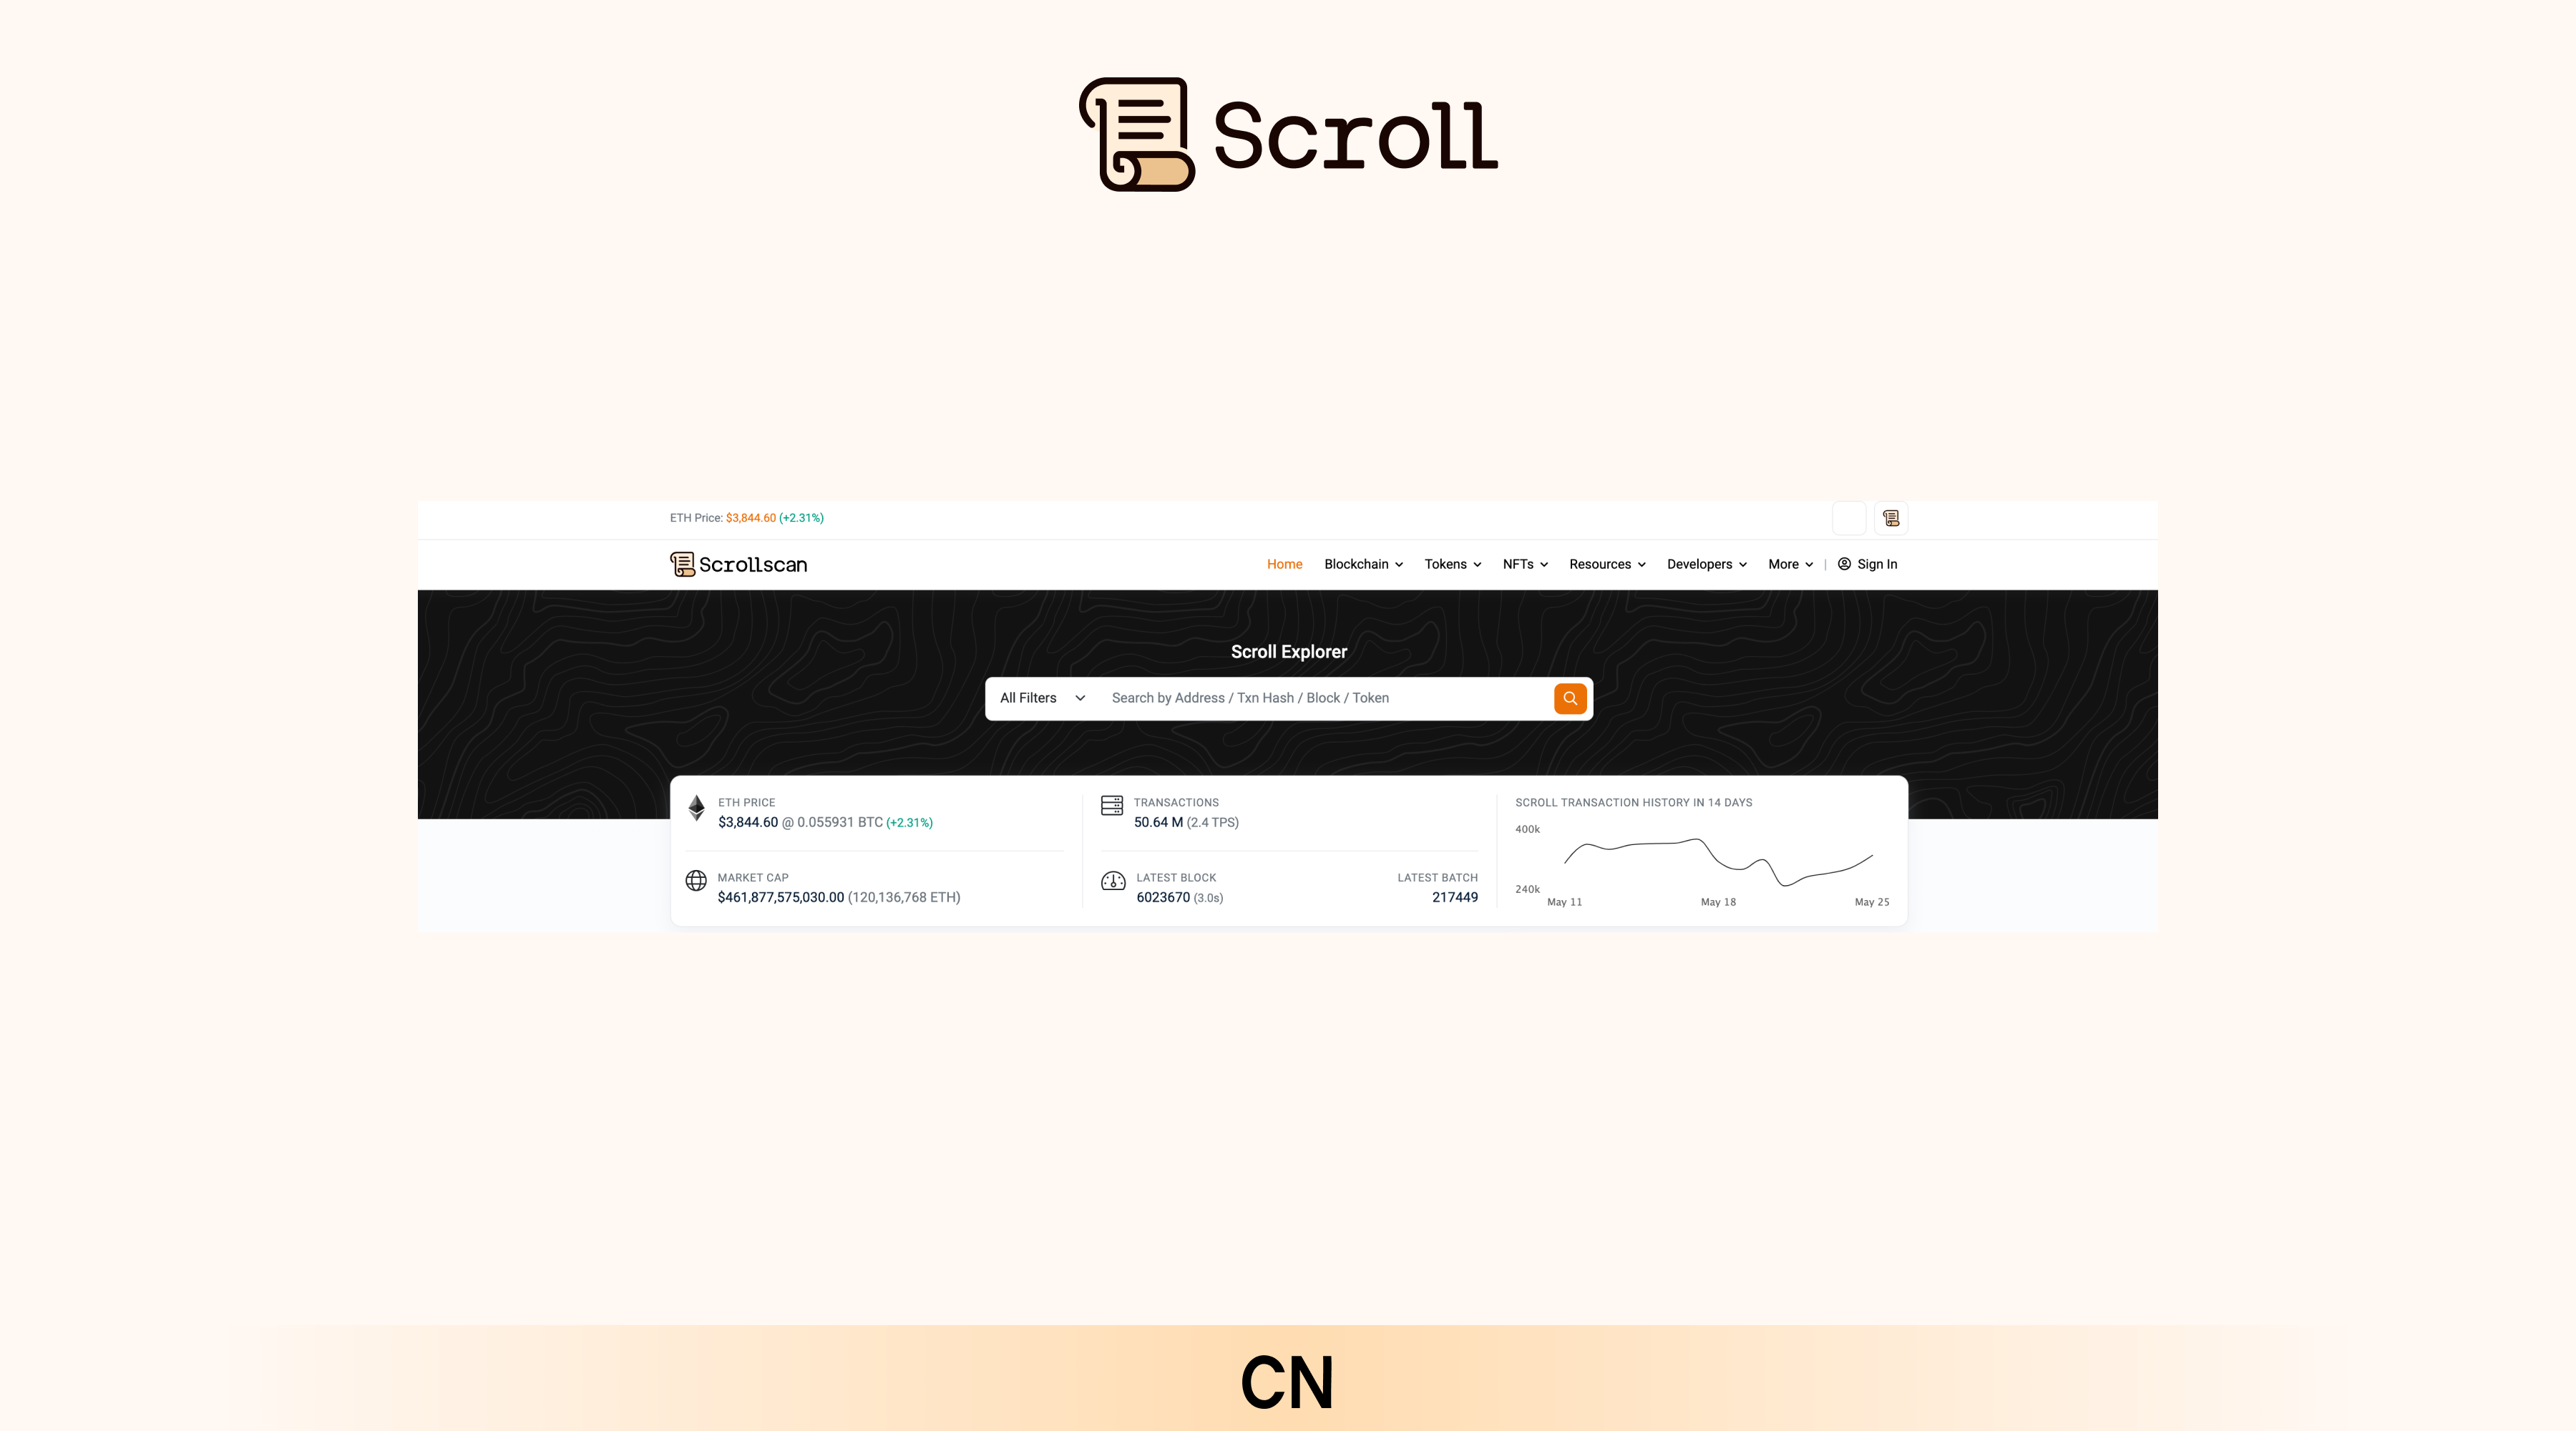 Scroll
ETH Price: $3,844.60 (+2.31%)
Scrollscan
Home Blockchain Tokens NFTs Resources Developers More | Sign In
Scroll Explorer
All Filters Search by Address / Txn Hash / Block / Token
ETH PRICE
$3,844.60 @ 0.055931 BTC (+2.31%)
MARKET CAP
$461,877,575,030.00 (120,136,768 ETH)
TRANSACTIONS
50.64 M (2.4 TPS)
LATEST BLOCK
6023670 (3.0s)
LATEST BATCH
217449
SCROLL TRANSACTION HISTORY IN 14 DAYS
400k
240k
May 11 May 18 May 25
CN